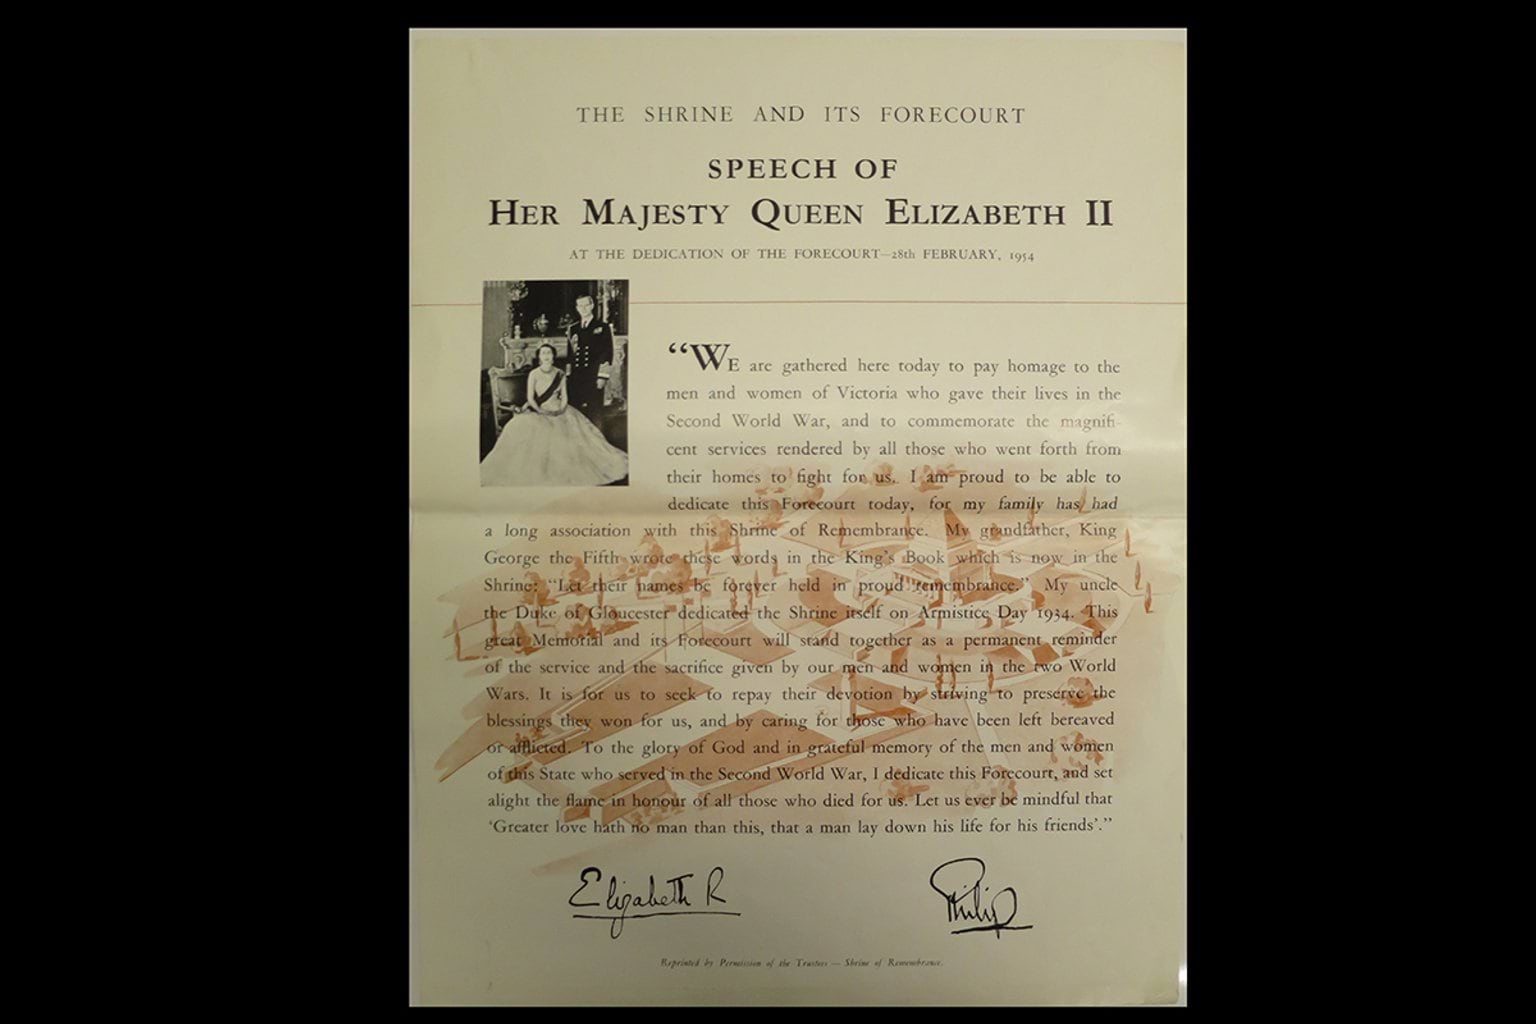 THE SHRINE AND ITS FORECOURT
SPEECH OF
HER MAJESTY QUEEN ELIZABETH II
AT THE DEDICATION OF THE FORECOURT—28th FEBRUARY, 1954
“WE are gathered here today to pay homage to the
men and women of Victoria who gave their lives in the
Second World War, and to commemorate the magnifi-
cent services rendered by all those who went forth from
their homes to fight for us. I am proud to be able to
dedicate this Forecourt today, for my family has had
a long association with this Shrine of Remembrance. My grandfather, King
George the Fifth wrote these words in the King's Book which is now in the
Shrine: “Let their names be forever held in proud remembrance.” My uncle
the Duke of Gloucester dedicated the Shrine itself on Armistice Day 1934. This
great Memorial and its Forecourt will stand together as a permanent reminder
of the service and the sacrifice given by our men and women in the two World
Wars. It is for us to seek to repay their devotion by striving to preserve the
blessings they won for us, and by caring for those who have been left bereaved
or afflicted. To the glory of God and in grateful memory of the men and women
of this State who served in the Second World War, I dedicate this Forecourt, and set
alight the flame in honour of all those who died for us. Let us ever be mindful that
‘Greater love hath no man than this, that a man lay down his life for his friends’.”
Elizabeth R
Philip
Reprinted by Permission of the Trustees — Shrine of Remembrance.